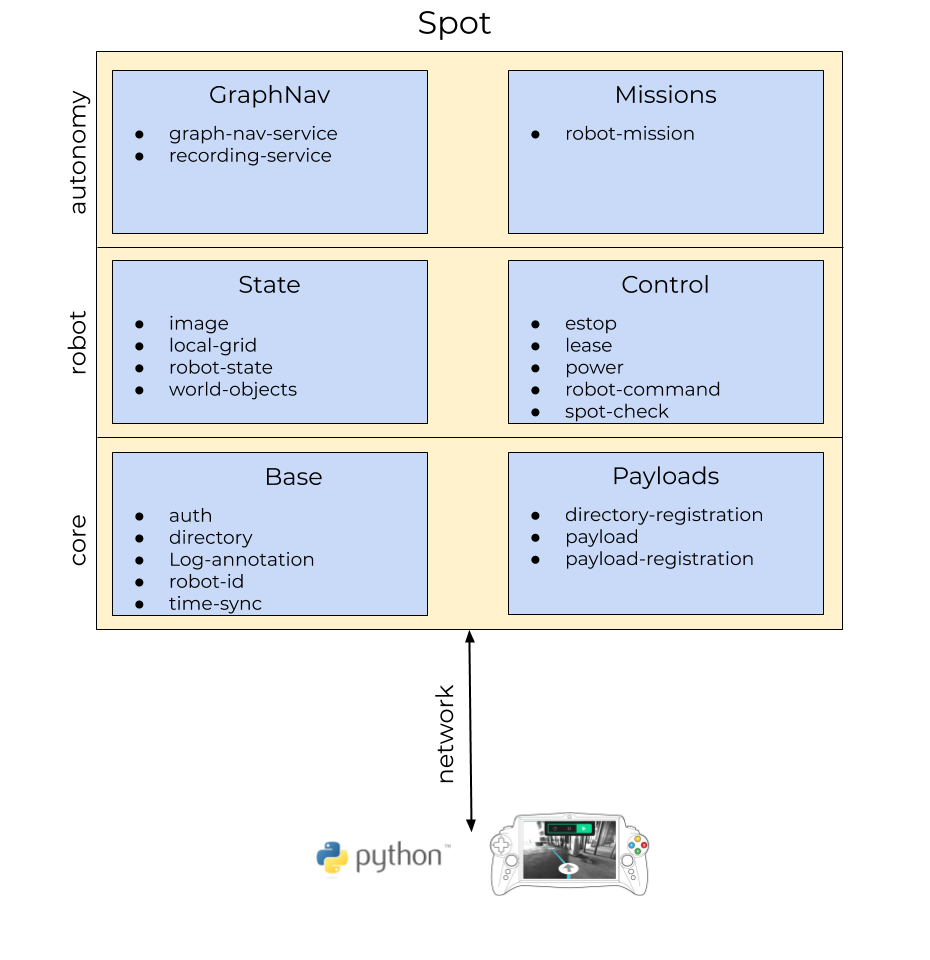 Spot
autonomy
GraphNav
● graph-nav-service
● recording-service
Missions
● robot-mission
robot
State
● image
● local-grid
● robot-state
● world-objects
Control
● estop
● lease
● power
● robot-command
● spot-check
core
Base
● auth
● directory
● Log-annotation
● robot-id
● time-sync
Payloads
● directory-registration
● payload
● payload-registration
network
python™